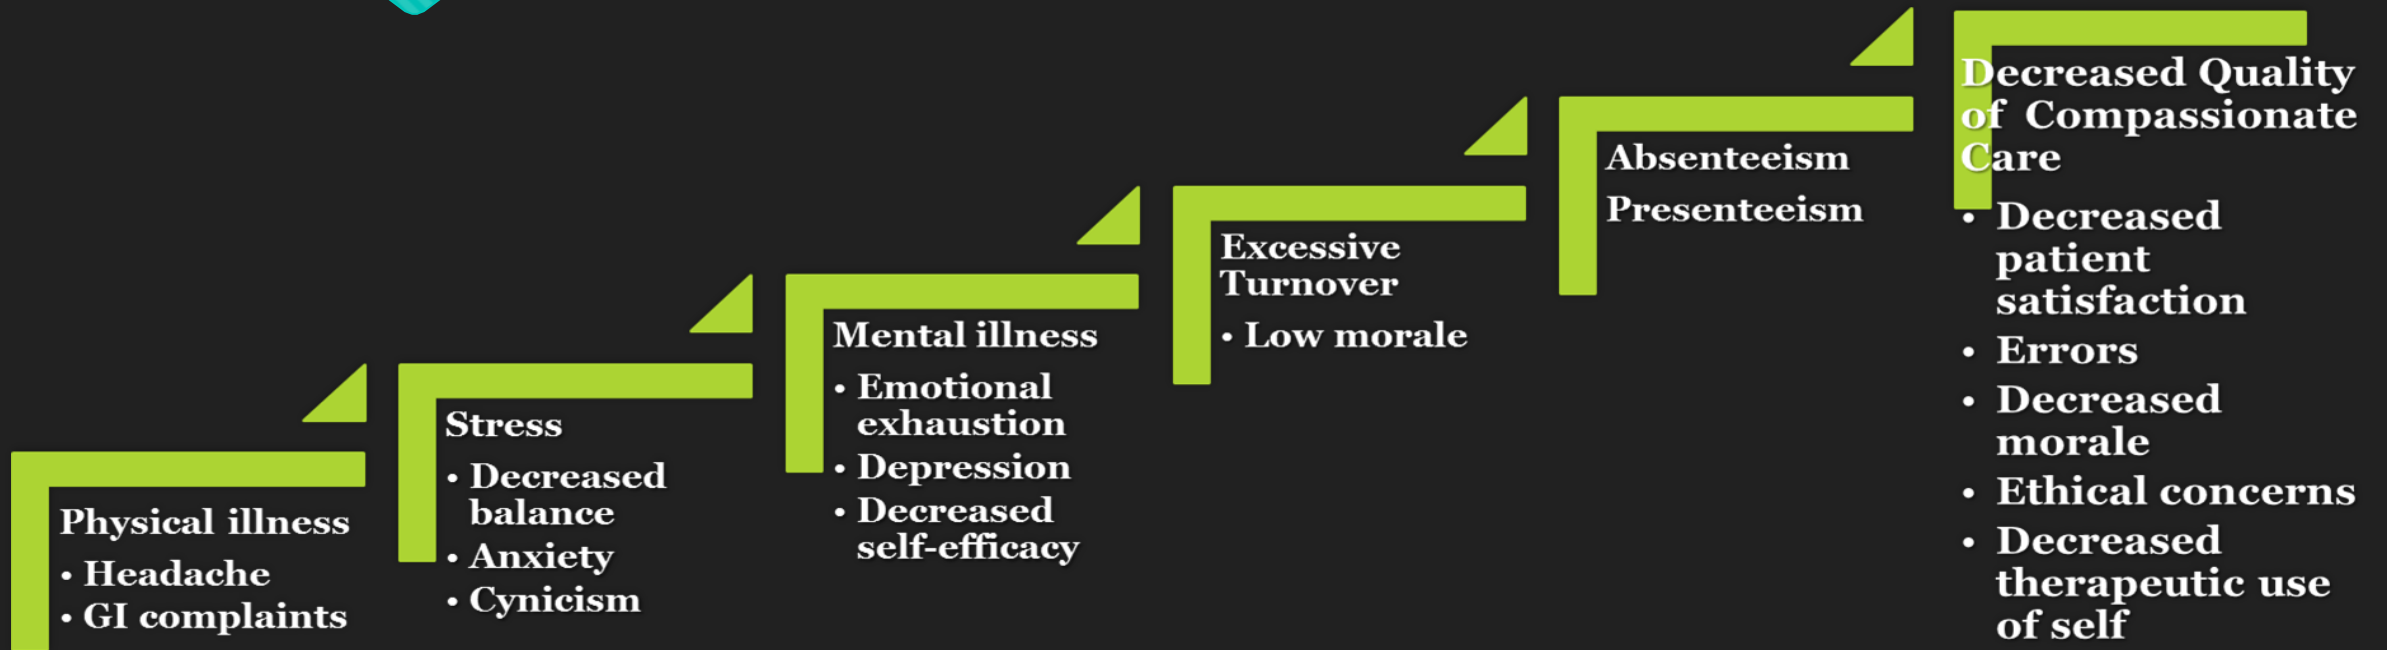 Physical illness
• Headache
• GI complaints
Stress
• Decreased
balance
• Anxiety
• Cynicism
Mental illness
• Emotional
exhaustion
• Depression
• Decreased
self-efficacy
Excessive
Turnover
• Low morale
Absenteeism
Presenteeism
Decreased Quality
of Compassionate
Care
• Decreased
patient
satisfaction
• Errors
• Decreased
morale
• Ethical concerns
• Decreased
therapeutic use
of self